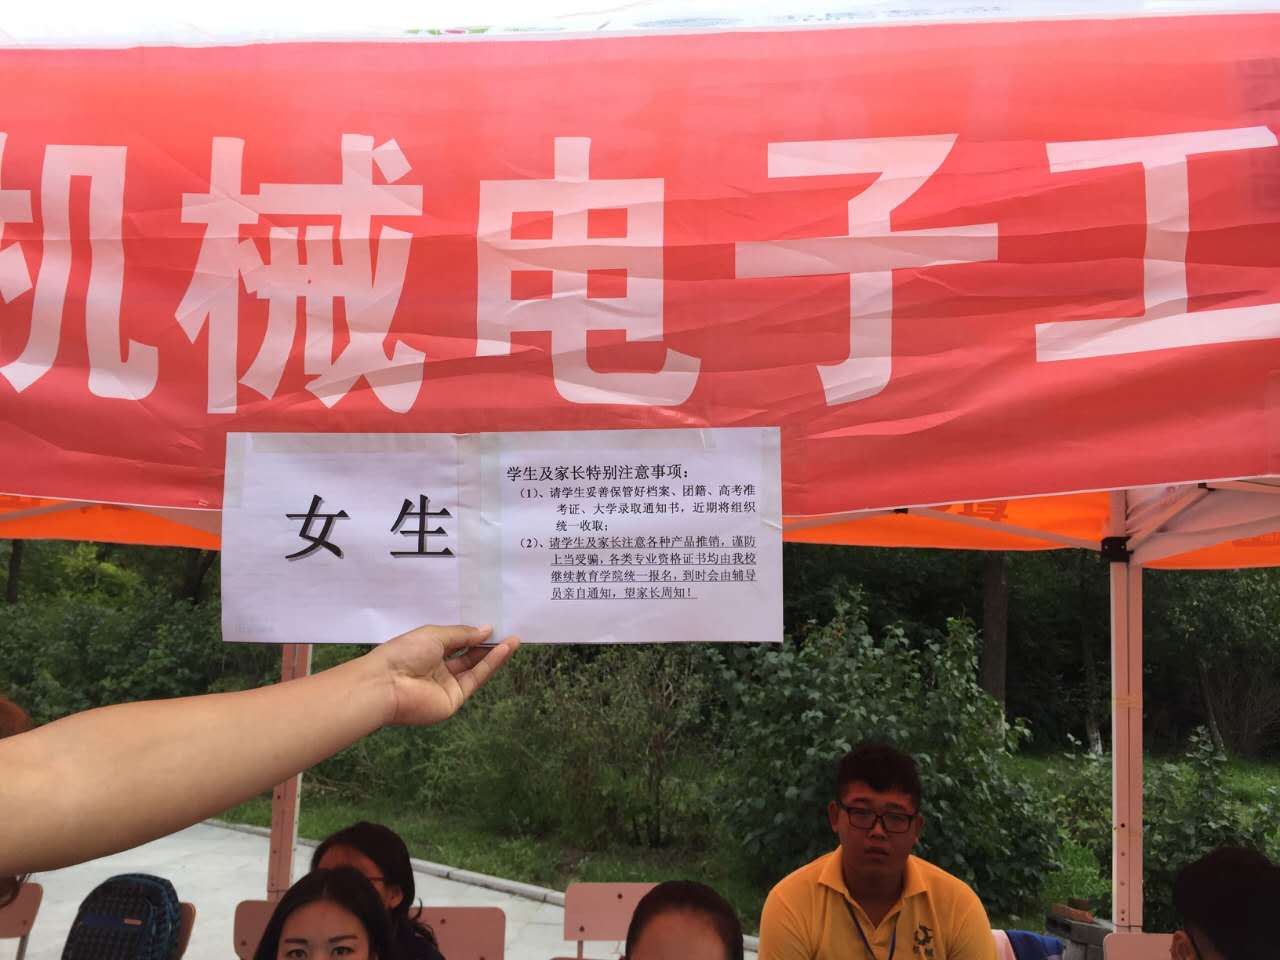 机械电子工
女 生
学生及家长特别注意事项：
（1）、请学生妥善保管好档案、团籍、高考准
考证、大学录取通知书，近期将组织
统一收取；
（2）、请学生及家长注意各种产品推销，谨防
上当受骗，各类专业资格证书均由我校
继续教育学院统一报名，到时会由辅导
员亲自通知，望家长周知！